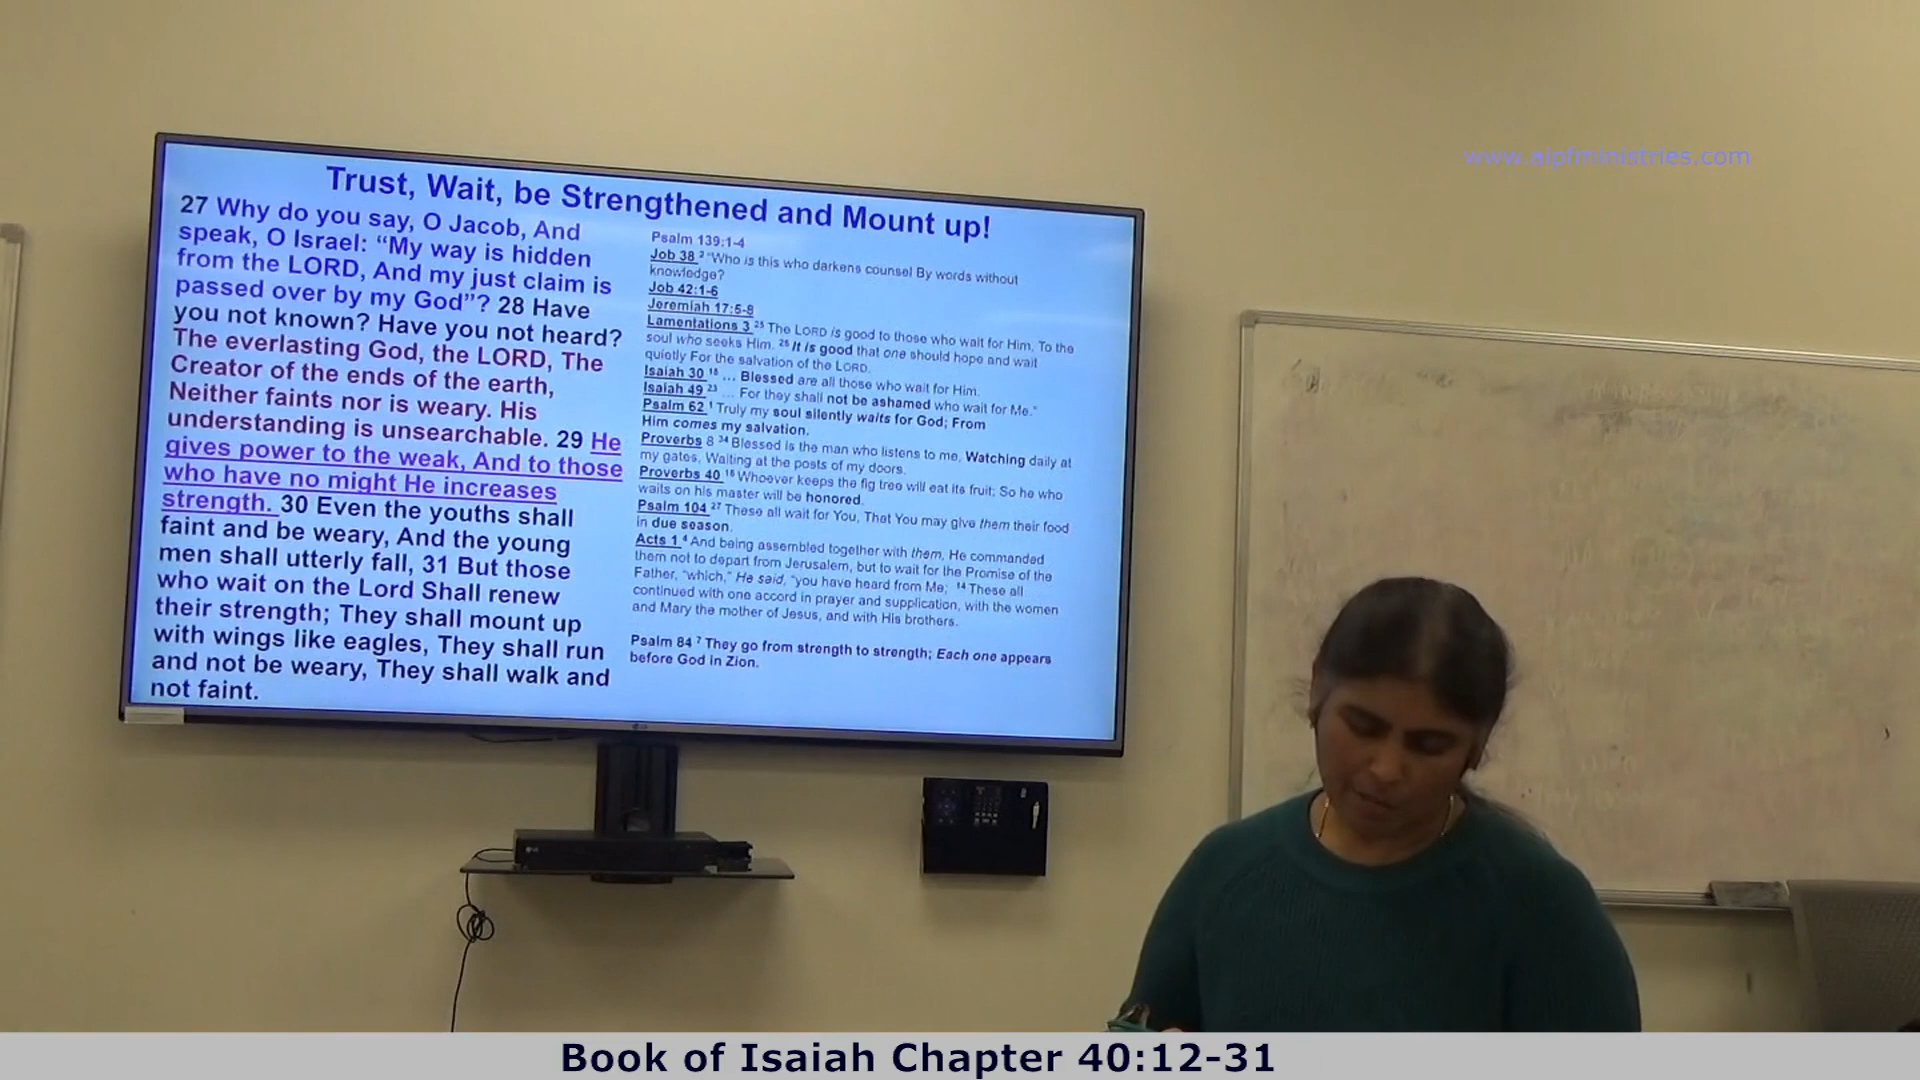 www.aipfministries.com
Trust, Wait, be Strengthened and Mount up!
27 Why do you say, O Jacob, And
speak, O Israel: “My way is hidden
from the LORD, And my just claim is
passed over by my God”? 28 Have
you not known? Have you not heard?
The everlasting God, the LORD, The
Creator of the ends of the earth,
Neither faints nor is weary. His
understanding is unsearchable. 29 He
gives power to the weak, And to those
who have no might He increases
strength. 30 Even the youths shall
faint and be weary, And the young
men shall utterly fall, 31 But those
who wait on the Lord Shall renew
their strength; They shall mount up
with wings like eagles, They shall run
and not be weary, They shall walk and
not faint.
Psalm 139:1-4
Job 38 2 “Who is this who darkens counsel By words without
knowledge?
Job 42:1-6
Jeremiah 17:5-8
Lamentations 3 25 The LORD is good to those who wait for Him, To the
soul who seeks Him. 26 It is good that one should hope and wait
quietly For the salvation of the LORD.
Isaiah 30 18 ... Blessed are all those who wait for Him.
Isaiah 49 23 ... For they shall not be ashamed who wait for Me.”
Psalm 62 1 Truly my soul silently waits for God; From
Him comes my salvation.
Proverbs 8 34 Blessed is the man who listens to me, Watching daily at
my gates, Waiting at the posts of my doors.
Proverbs 40 18 Whoever keeps the fig tree will eat its fruit; So he who
waits on his master will be honored.
Psalm 104 27 These all wait for You, That You may give them their food
in due season.
Acts 1 4 And being assembled together with them, He commanded
them not to depart from Jerusalem, but to wait for the Promise of the
Father, “which,” He said, “you have heard from Me; 14 These all
continued with one accord in prayer and supplication, with the women
and Mary the mother of Jesus, and with His brothers.
Psalm 84 7 They go from strength to strength; Each one appears
before God in Zion.
LG
Book of Isaiah Chapter 40:12-31